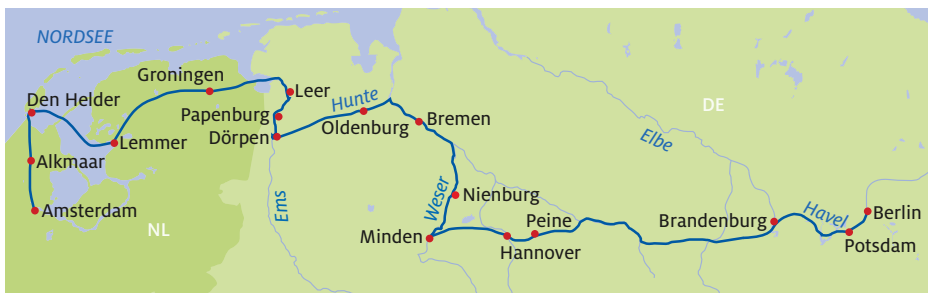 NORDSEE
Groningen
Den Helder
Leer
Papenburg
Hunte
Dörpen
Oldenburg
Bremen
DE
Elbe
Lemmer
Alkmaar
Amsterdam
NL
Ems
Weser
Nienburg
Minden
Hannover
Peine
Brandenburg
Havel
Berlin
Potsdam